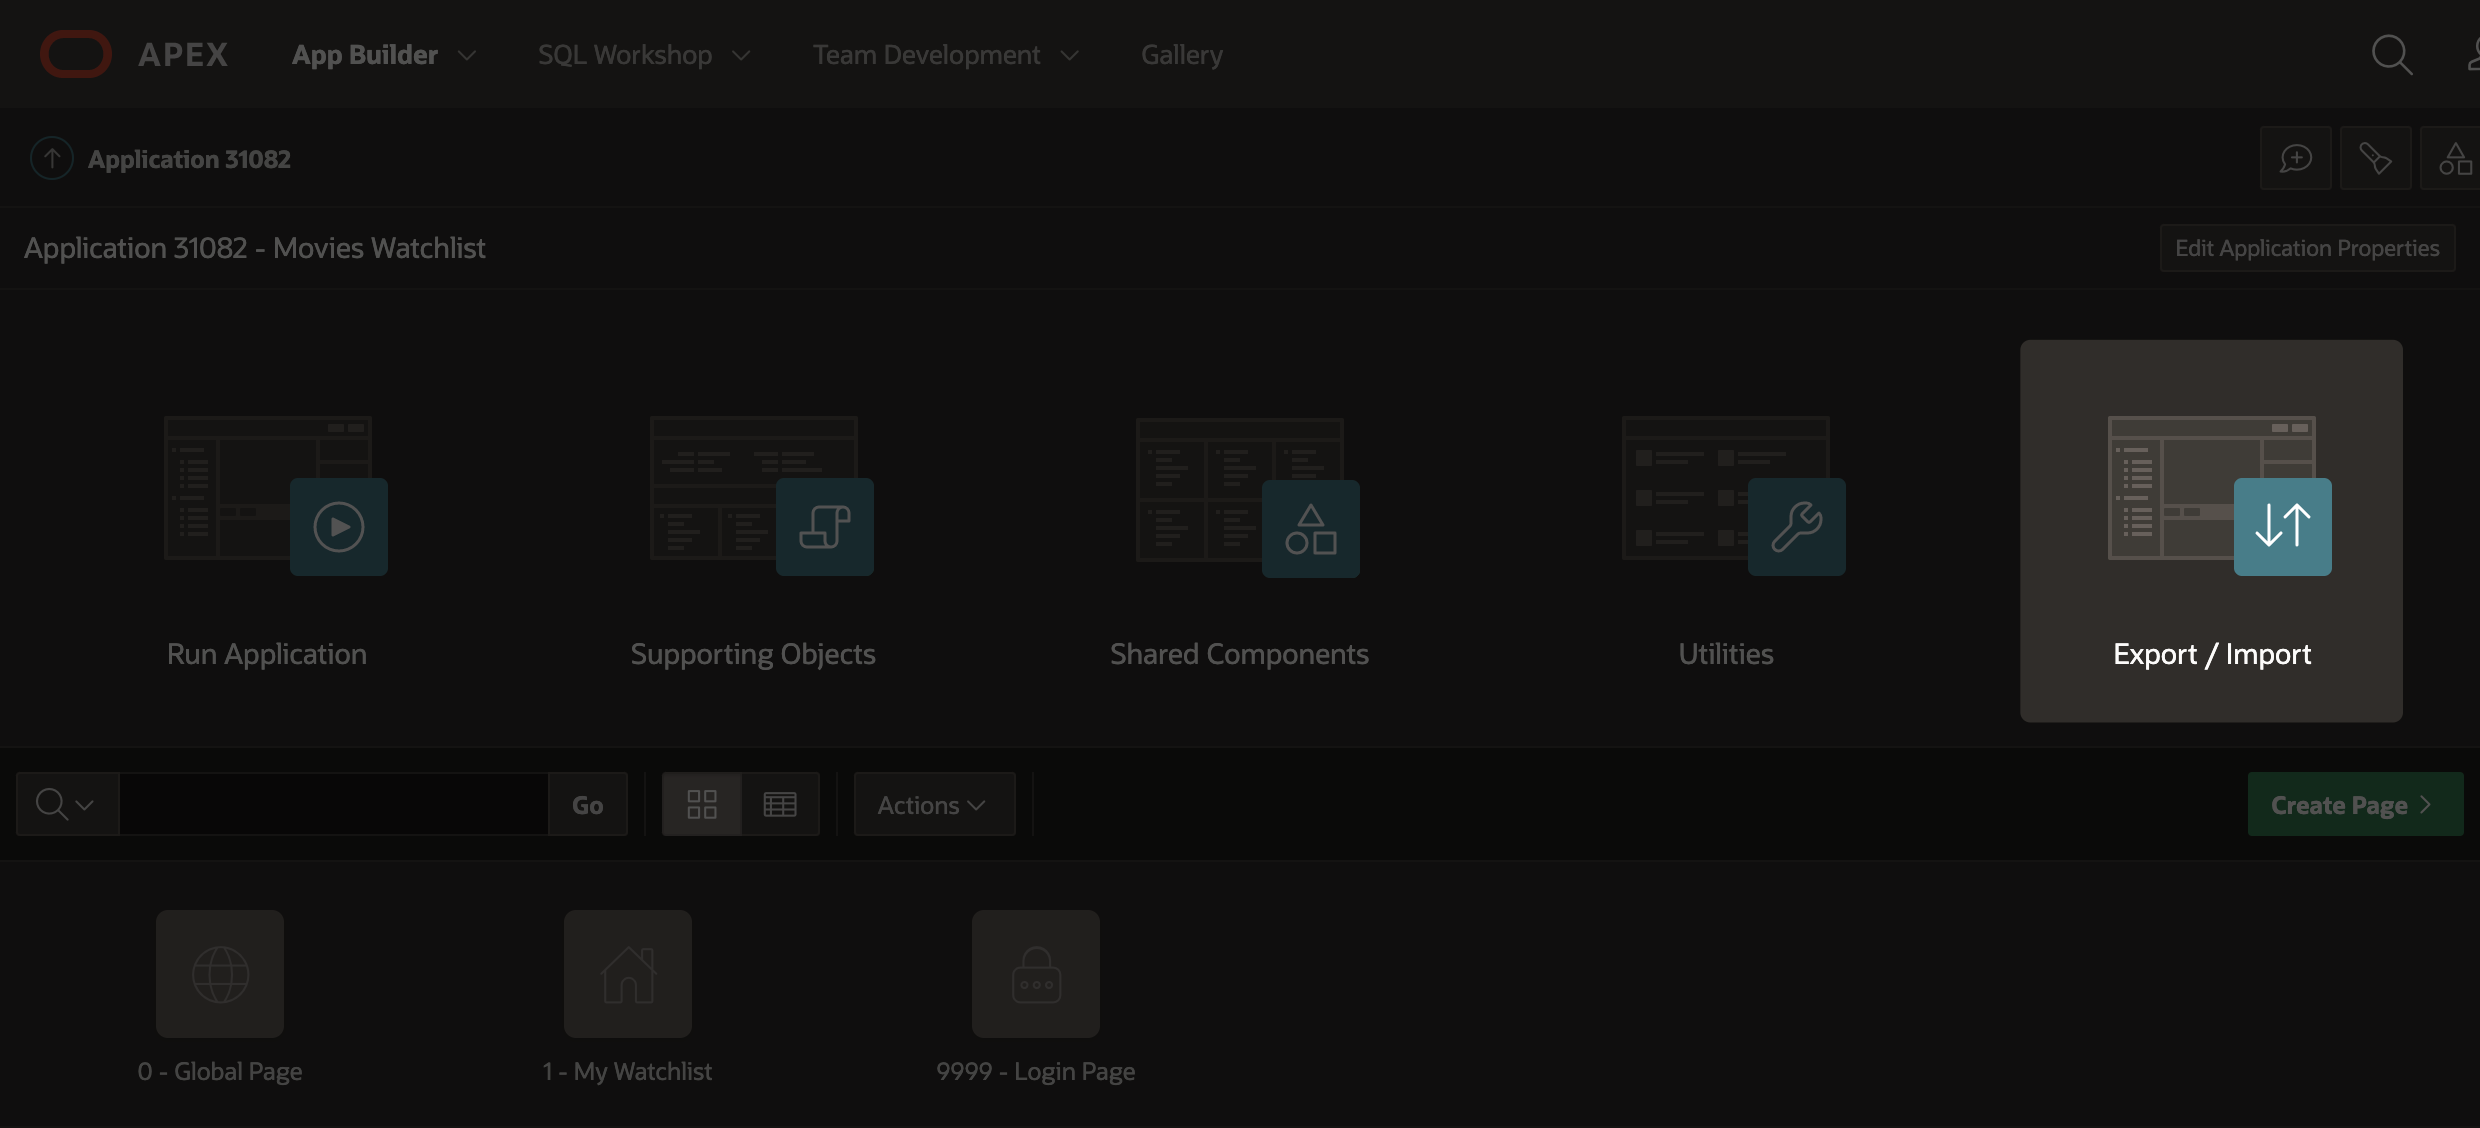 APEX App Builder SQL Workshop Team Development Gallery
Application 31082
Application 31082 - Movies Watchlist Edit Application Properties
Run Application Supporting Objects Shared Components Utilities Export / Import
Go Actions Create Page
0 - Global Page 1 - My Watchlist 9999 - Login Page